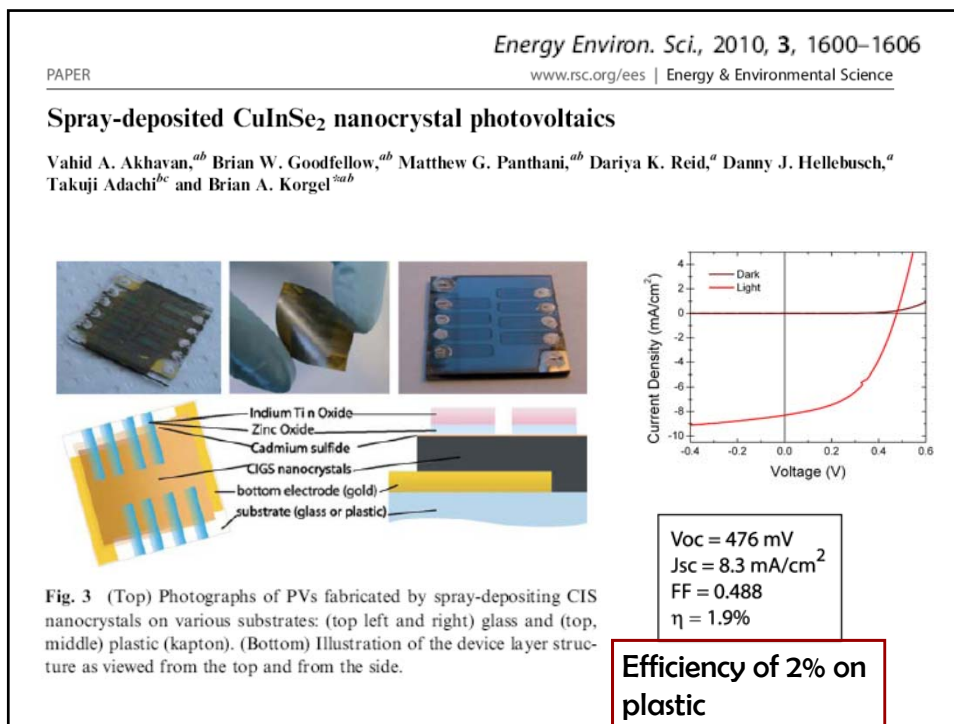 Energy Environ. Sci., 2010, 3, 1600–1606
PAPER
www.rsc.org/ees | Energy & Environmental Science
Spray-deposited CuInSe2 nanocrystal photovoltaics
Vahid A. Akhavan,ab Brian W. Goodfellow,ab Matthew G. Panthani,ab Dariya K. Reid,a Danny J. Hellebusch,a
Takuji Adachibc and Brian A. Korgel*ab
Indium Ti n Oxide
Zinc Oxide
Cadmium sulfide
CIGS nanocrystals
bottom electrode (gold)
substrate (glass or plastic)
Fig. 3 (Top) Photographs of PVs fabricated by spray-depositing CIS
nanocrystals on various substrates: (top left and right) glass and (top,
middle) plastic (kapton). (Bottom) Illustration of the device layer struc-
ture as viewed from the top and from the side.
Current Density (mA/cm2)
4
2
0
-2
-4
-6
-8
-10
Dark
Light
-0.4 -0.2 0.0 0.2 0.4 0.6
Voltage (V)
Voc = 476 mV
Jsc = 8.3 mA/cm2
FF = 0.488
η = 1.9%
Efficiency of 2% on
plastic